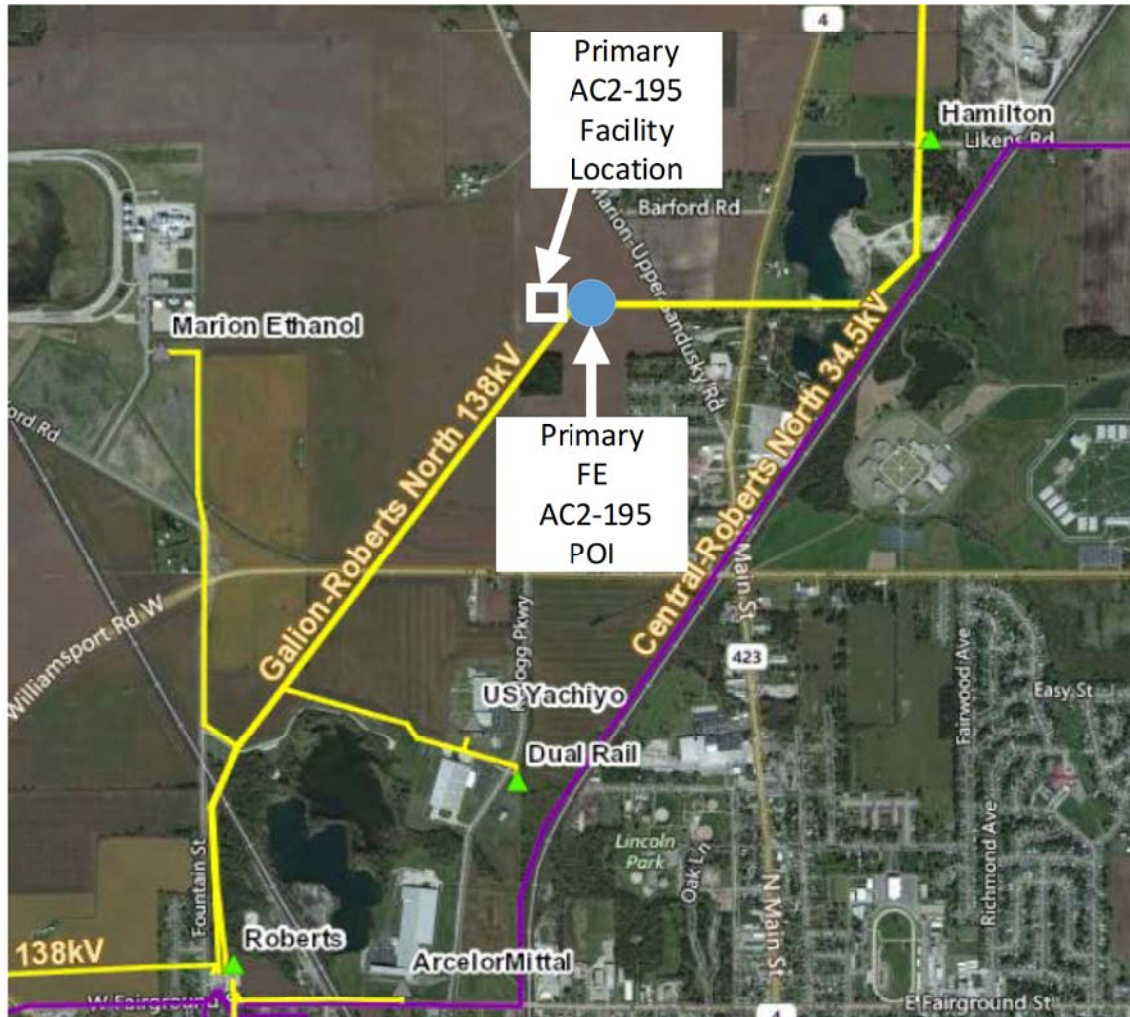 4
Primary
AC2-195
Facility
Location
Hamilton
Likens Rd
Barford Rd
Marion-Upper Sandusky Rd
Marion Ethanol
Galion-Roberts North 138kV
Central-Roberts North 34.5kV
Primary
FE
AC2-195
POI
Williamsport Rd W
Pkwy
Main St
423
Fairwood Ave
Easy St
US Yachiyo
Dual Rail
Lincoln
Park
Oak Ln
N Main St
Richmond Ave
Fountain St
Roberts
138kV
ArcelorMittal
W Fairground
E Fairground St
4